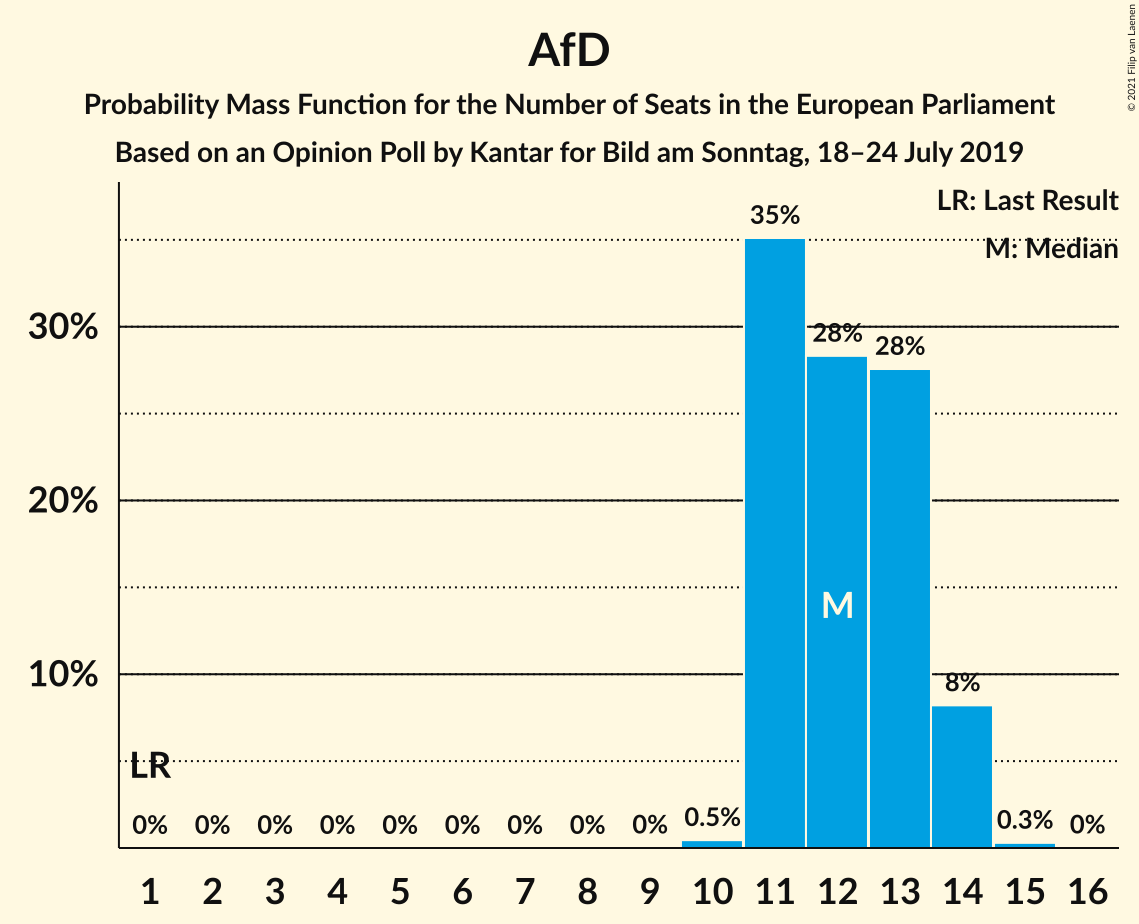 AfD
Probability Mass Function for the Number of Seats in the European Parliament
Based on an Opinion Poll by Kantar for Bild am Sonntag, 18–24 July 2019
© 2021 Filip van Laenen
LR: Last Result
M: Median
35%
30%
28%
28%
20%
M
10%
8%
LR
0% 0% 0% 0% 0% 0% 0% 0% 0% 0.5% 0.3% 0%
1 2 3 4 5 6 7 8 9 10 11 12 13 14 15 16